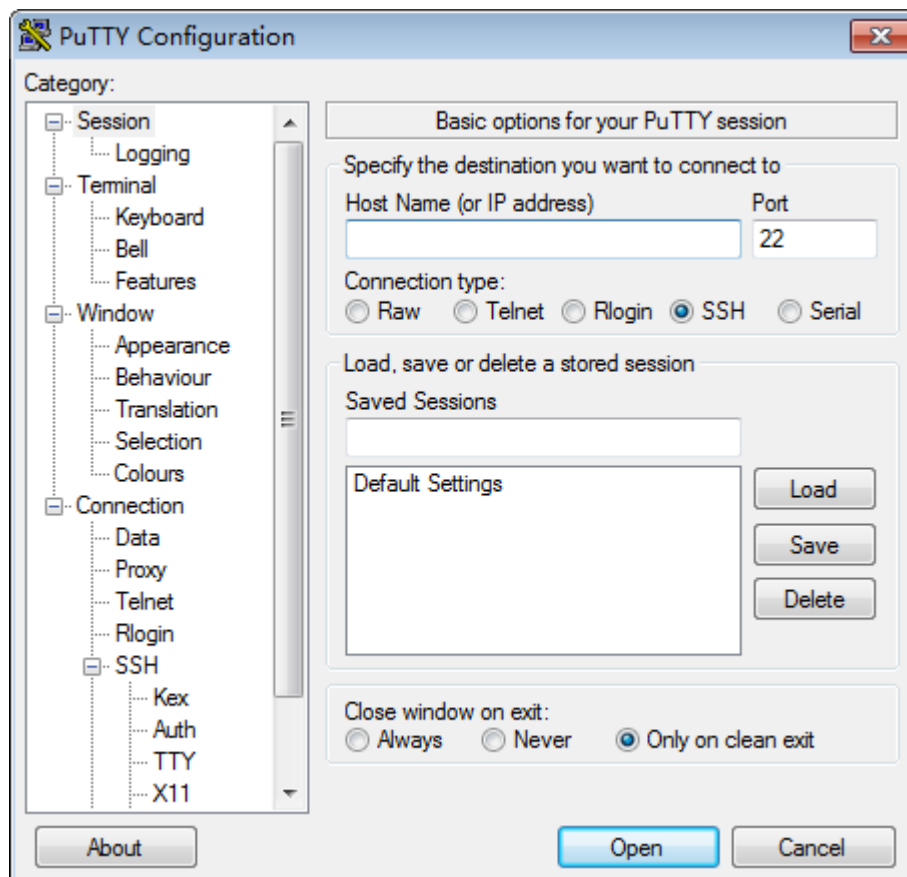 PuTTY Configuration
Category:
Session
Logging
Terminal
Keyboard
Bell
Features
Window
Appearance
Behaviour
Translation
Selection
Colours
Connection
Data
Proxy
Telnet
Rlogin
SSH
Kex
Auth
TTY
X11
Basic options for your PuTTY session
Specify the destination you want to connect to
Host Name (or IP address) Port
22
Connection type:
Raw Telnet Rlogin SSH Serial
Load, save or delete a stored session
Saved Sessions
Default Settings
Load
Save
Delete
Close window on exit:
Always Never Only on clean exit
About Open Cancel